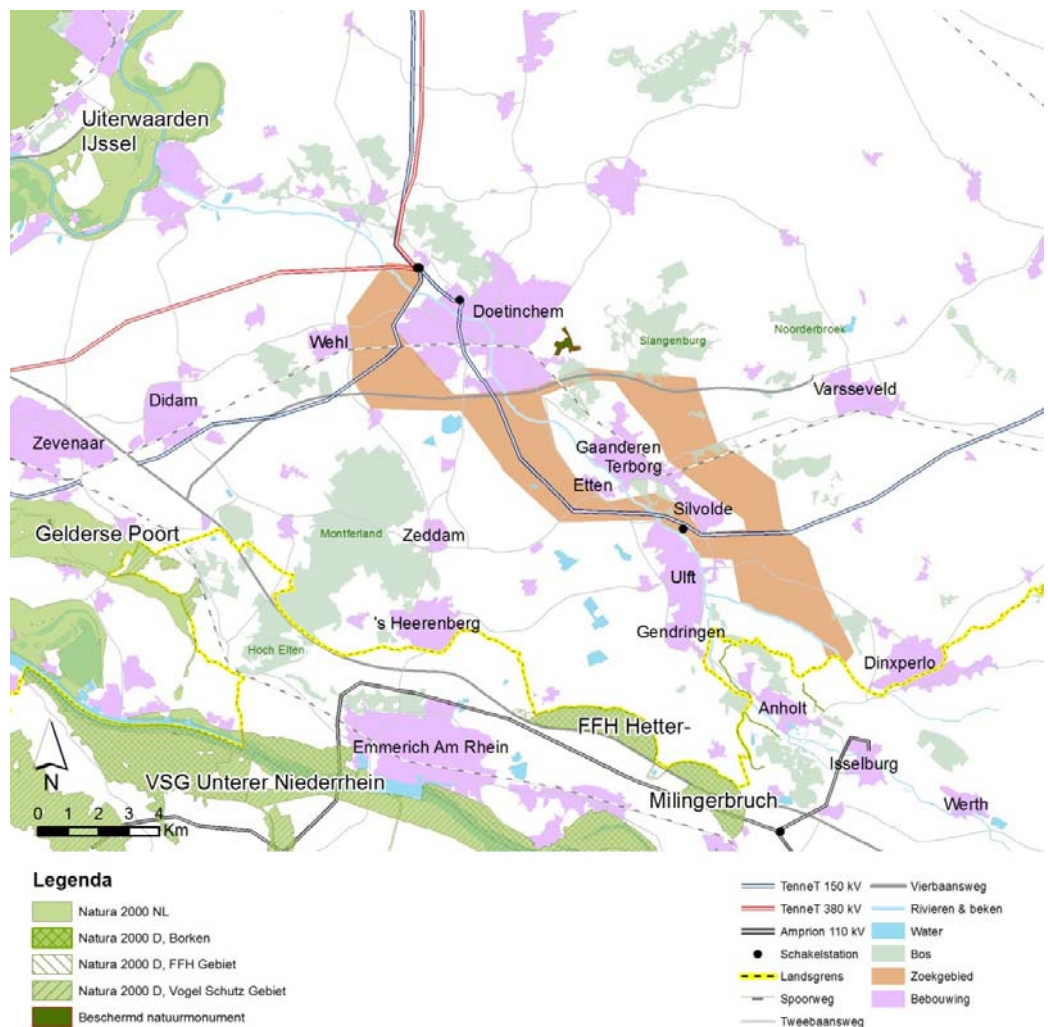 Uiterwaarden
IJssel
Doetinchem
Slangenburg
Noorderbroek
Wehl
Varsseveld
Didam
Zevenaar
Gaanderen
Terborg
Etten
Silvolde
Gelderse Poort
Montferland
Zeddam
Ulft
's Heerenberg
Gendringen
Hoch Elten
Dinxperlo
Anholt
FFH Hetter-
Emmerich Am Rhein
Isselburg
N
VSG Unterer Niederrhein
Milingerbruch
Werth
0 1 2 3 4
Km
Legenda
Natura 2000 NL
Natura 2000 D, Borken
Natura 2000 D, FFH Gebiet
Natura 2000 D, Vogel Schutz Gebiet
Beschermd natuurmonument
TenneT 150 kV
TenneT 380 kV
Amprion 110 kV
Schakelstation
Landsgrens
Spoorweg
Tweebaansweg
Vierbaansweg
Rivieren & beken
Water
Bos
Zoekgebied
Bebouwing